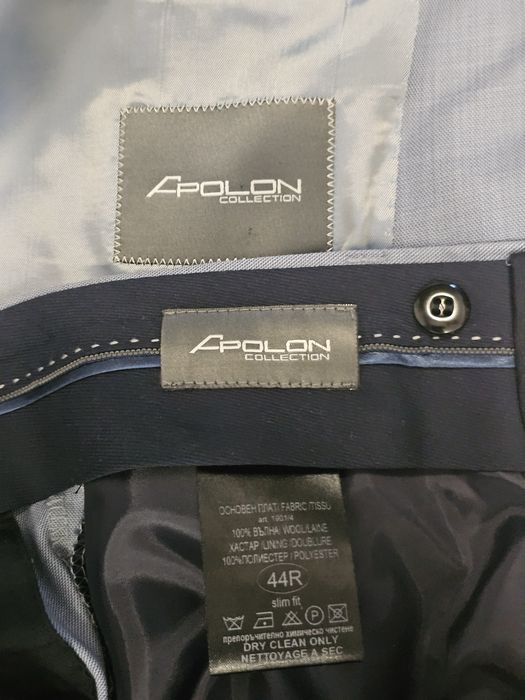 APOLON
COLLECTION
APOLON
COLLECTION
ОСНОВЕН ПЛАТ/ FABRIC /TISSU
art. 1901/4
100% ВЪЛНА/ WOOL/LAINE
ХАСТАР / LINING /DOUBLURE
100%ПОЛИЕСТЕР / POLYESTER
44R
slim fit
P
препоръчително химическо чистене
DRY CLEAN ONLY
NETTOYAGE A SEC